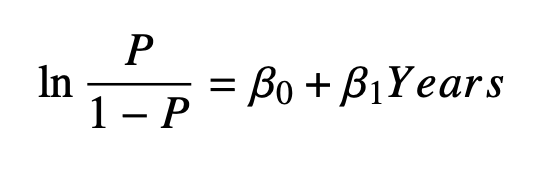 ln P/(1 − P) = β₀ + β₁Years